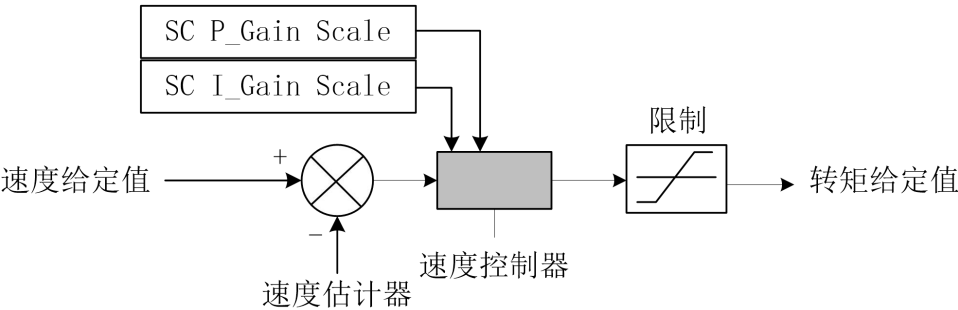 SC P_Gain Scale
SC I_Gain Scale
限制
+
速度给定值
转矩给定值
−
速度控制器
速度估计器